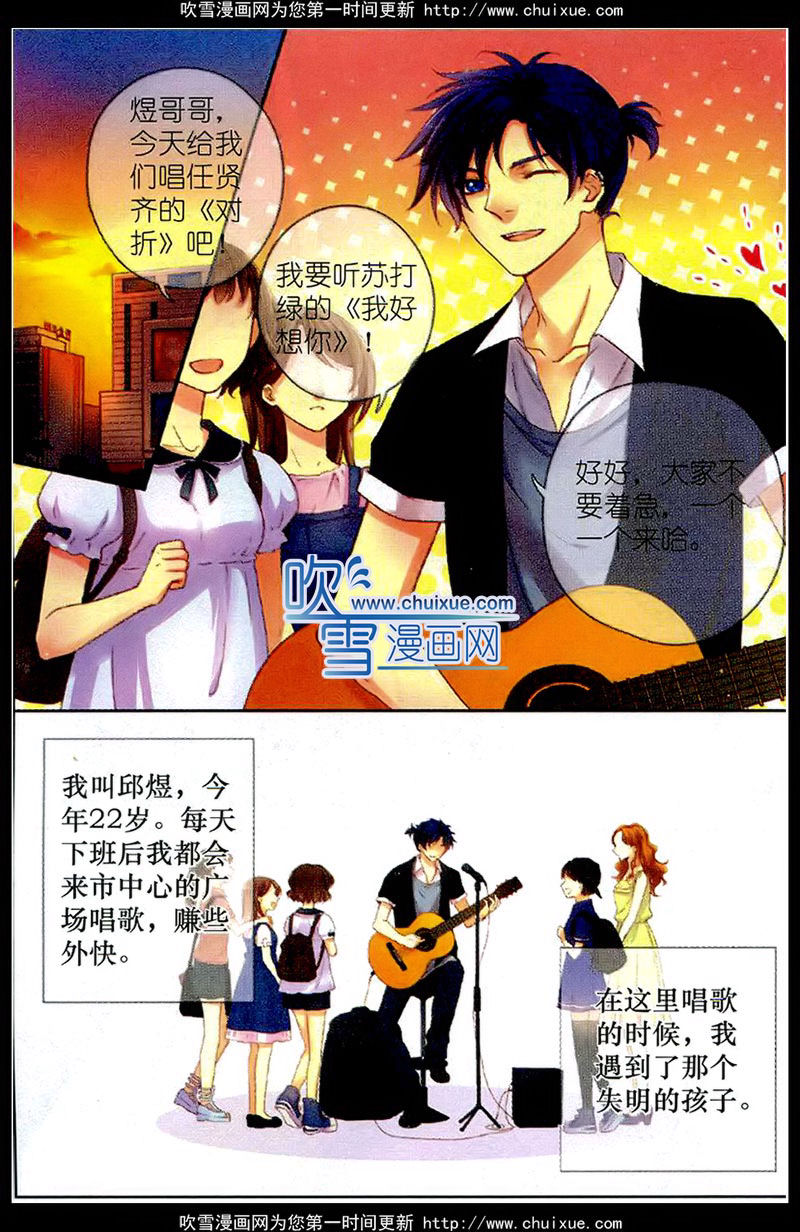 吹雪漫画网为您第一时间更新 http://www.chuixue.com
煜哥哥，
今天给我
们唱任贤
齐的《对
折》吧！
我要听苏打
绿的《我好
想你》！
好好，大家不
要着急，一个
一个来哈。
吹雪
www.chuixue.com
漫画网
我叫邱煜，今
年22岁。每天
下班后我都会
来市中心的广
场唱歌，赚些
外快。
在这里唱歌
的时候，我
遇到了那个
失明的孩子。
吹雪漫画网为您第一时间更新 http://www.chuixue.com